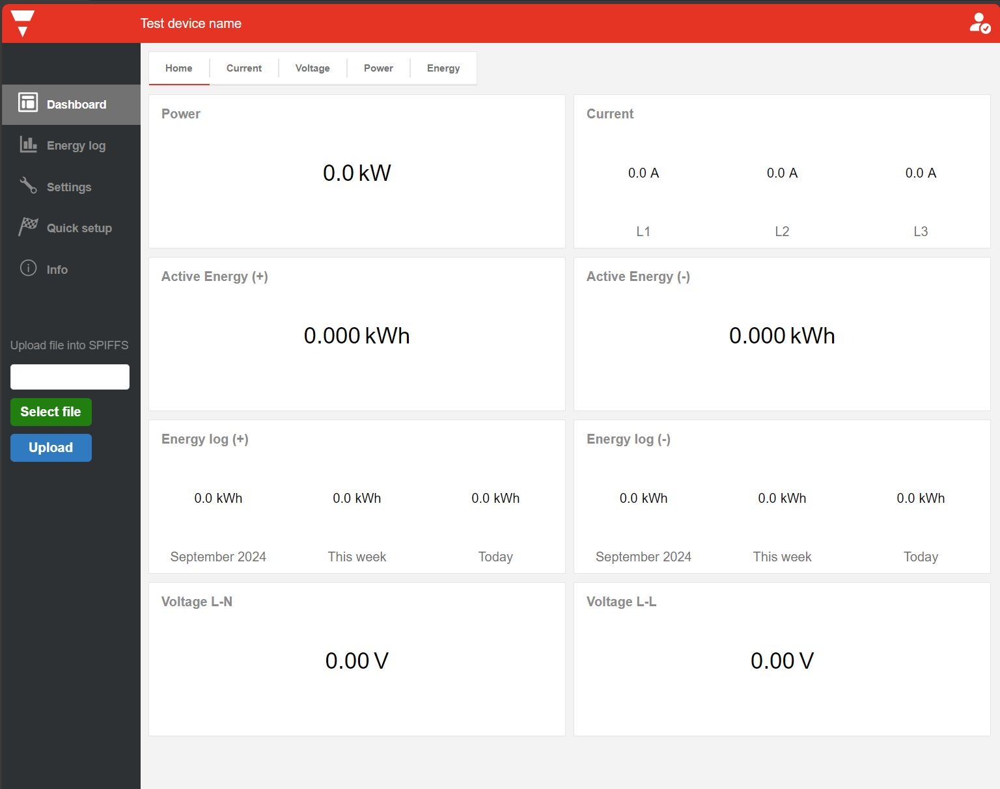 Test device name
Home
Current
Voltage
Power
Energy
Dashboard
Energy log
Settings
Quick setup
Info
Upload file into SPIFFS
Select file
Upload
Power
0.0 kW
Current
0.0 A
0.0 A
0.0 A
L1
L2
L3
Active Energy (+)
0.000 kWh
Active Energy (-)
0.000 kWh
Energy log (+)
0.0 kWh
0.0 kWh
0.0 kWh
September 2024
This week
Today
Energy log (-)
0.0 kWh
0.0 kWh
0.0 kWh
September 2024
This week
Today
Voltage L-N
0.00 V
Voltage L-L
0.00 V